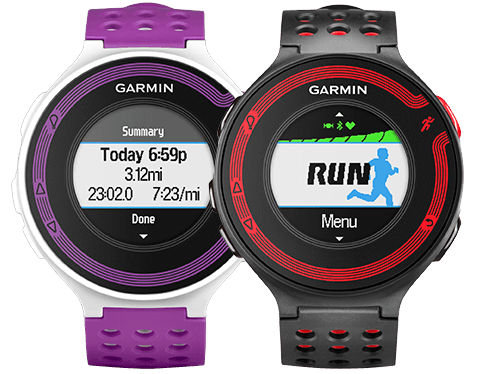 GARMIN
Summary
Today 6:59p
3.12mi
23:02.0 7:23/mi
Done
GARMIN
RUN
Menu